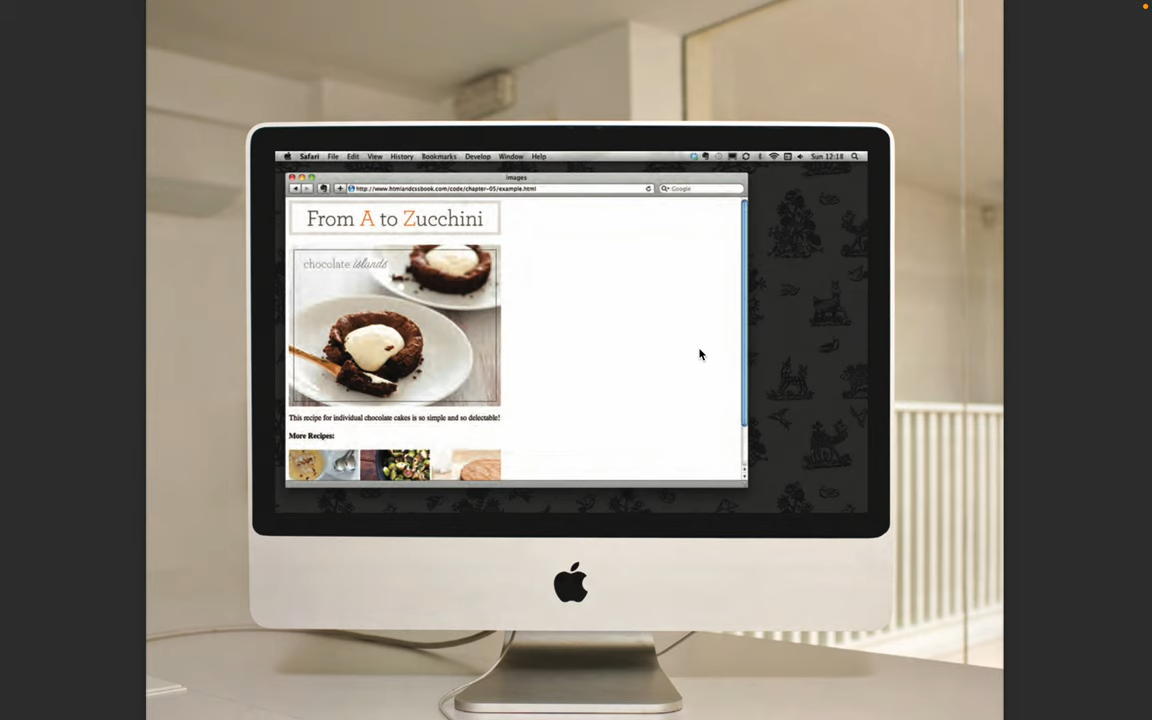 Safari File Edit View History Bookmarks Develop Window Help Sun 12:18
images
http://www.htmlandcssbook.com/code/chapter-05/example.html Google
From A to Zucchini
chocolate islands
This recipe for individual chocolate cakes is so simple and so delectable!
More Recipes: